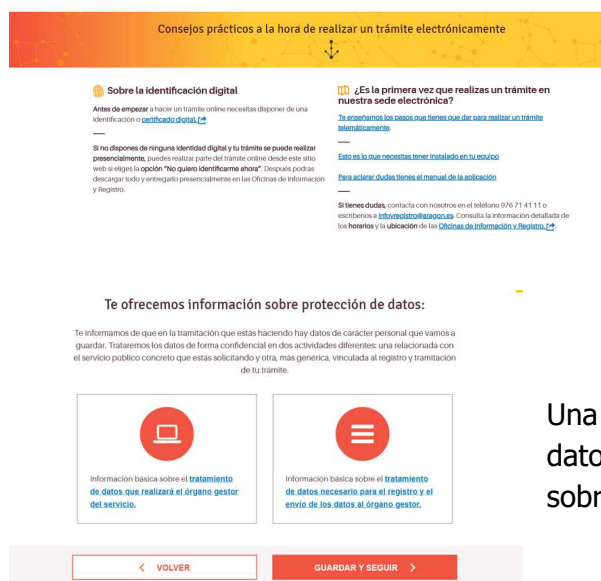 Consejos prácticos a la hora de realizar un trámite electrónicamente
Sobre la identificación digital
Antes de empezar a hacer un trámite online necesitas disponer de una
identificación o certificado digital.
Si no dispones de ninguna identidad digital y tu trámite se puede realizar
presencialmente, puedes realizar parte del trámite online desde este sitio
web si eliges la opción "No quiero identificarme ahora". Después podrás
descargar todo y entregarlo presencialmente en las Oficinas de Información
y Registro.
¿Es la primera vez que realizas un trámite en
nuestra sede electrónica?
Te enseñamos los pasos que tienes que dar para realizar un trámite
telemáticamente.
Esto es lo que necesitas tener instalado en tu equipo
Para aclarar dudas tienes el manual de la aplicación
Si tienes dudas, contacta con nosotros en el teléfono 976 71 41 11 o
escríbenos a infoyregistro@aragon.es. Consulta la información detallada de
los horarios y la ubicación de las Oficinas de Información y Registro.
Te ofrecemos información sobre protección de datos:
Te informamos de que en la tramitación que estás haciendo hay datos de carácter personal que vamos a
guardar. Trataremos los datos de forma confidencial en dos actividades diferentes: una relacionada con
el servicio público concreto que estás solicitando y otra, más genérica, vinculada al registro y tramitación
de tu trámite.
Información básica sobre el tratamiento
de datos que realizará el órgano gestor
del servicio.
Información básica sobre el tratamiento
de datos necesario para el registro y el
envío de los datos al órgano gestor.
VOLVER
GUARDAR Y SEGUIR
Una